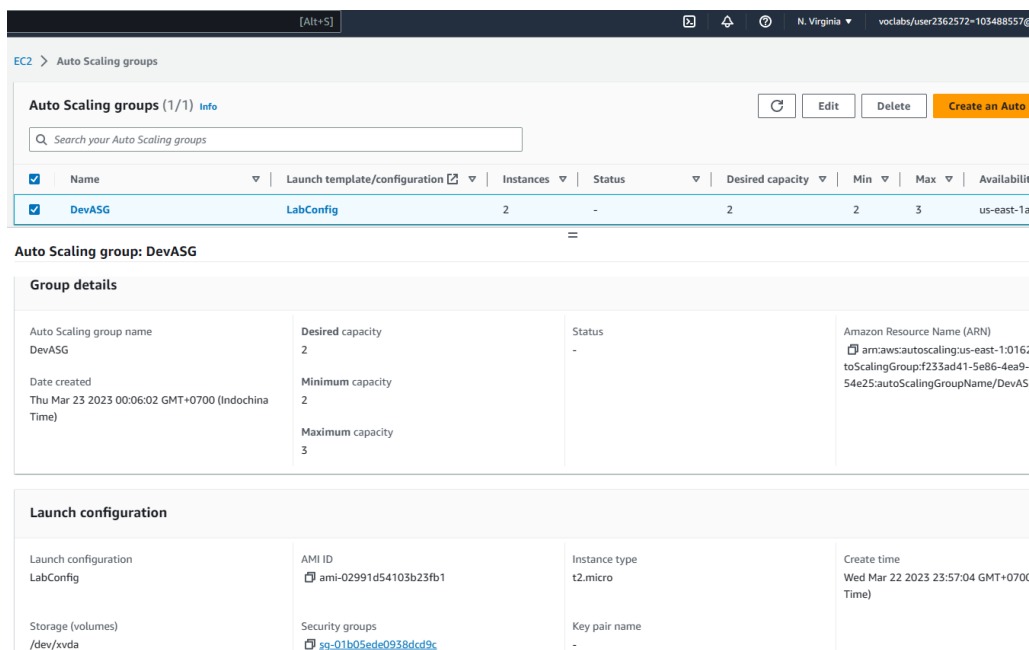 [Alt+S]
N. Virginia ▼
voclabs/user2362572=103488557@
EC2 > Auto Scaling groups
Auto Scaling groups (1/1) Info
Edit
Delete
Create an Auto
Search your Auto Scaling groups
Name
Launch template/configuration
Instances
Status
Desired capacity
Min
Max
Availabilit
DevASG
LabConfig
2
-
2
2
3
us-east-1a
Auto Scaling group: DevASG
Group details
Auto Scaling group name
DevASG
Date created
Thu Mar 23 2023 00:06:02 GMT+0700 (Indochina
Time)
Desired capacity
2
Minimum capacity
2
Maximum capacity
3
Status
-
Amazon Resource Name (ARN)
arn:aws:autoscaling:us-east-1:0162
toScalingGroup:f233ad41-5e86-4ea9-
54e25:autoScalingGroupName/DevAS
Launch configuration
Launch configuration
LabConfig
AMI ID
ami-02991d54103b23fb1
Instance type
t2.micro
Create time
Wed Mar 22 2023 23:57:04 GMT+0700
Time)
Storage (volumes)
/dev/xvda
Security groups
sg-01b05ede0938dcd9c
Key pair name
-